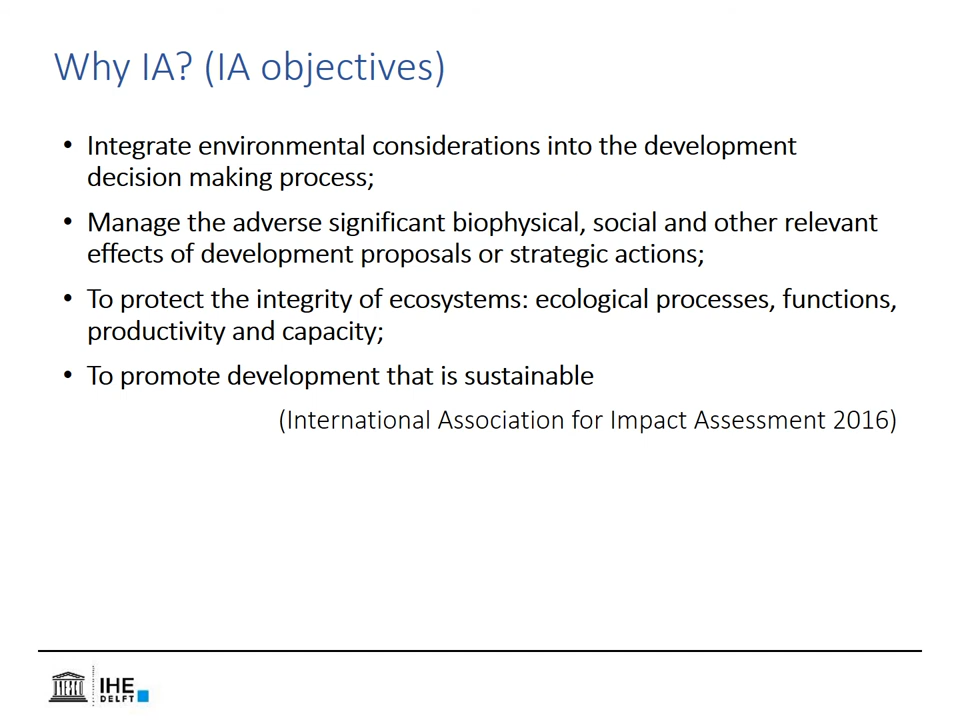 Why IA? (IA objectives)
• Integrate environmental considerations into the development
decision making process;
• Manage the adverse significant biophysical, social and other relevant
effects of development proposals or strategic actions;
• To protect the integrity of ecosystems: ecological processes, functions,
productivity and capacity;
• To promote development that is sustainable
(International Association for Impact Assessment 2016)
IHE
DELFT